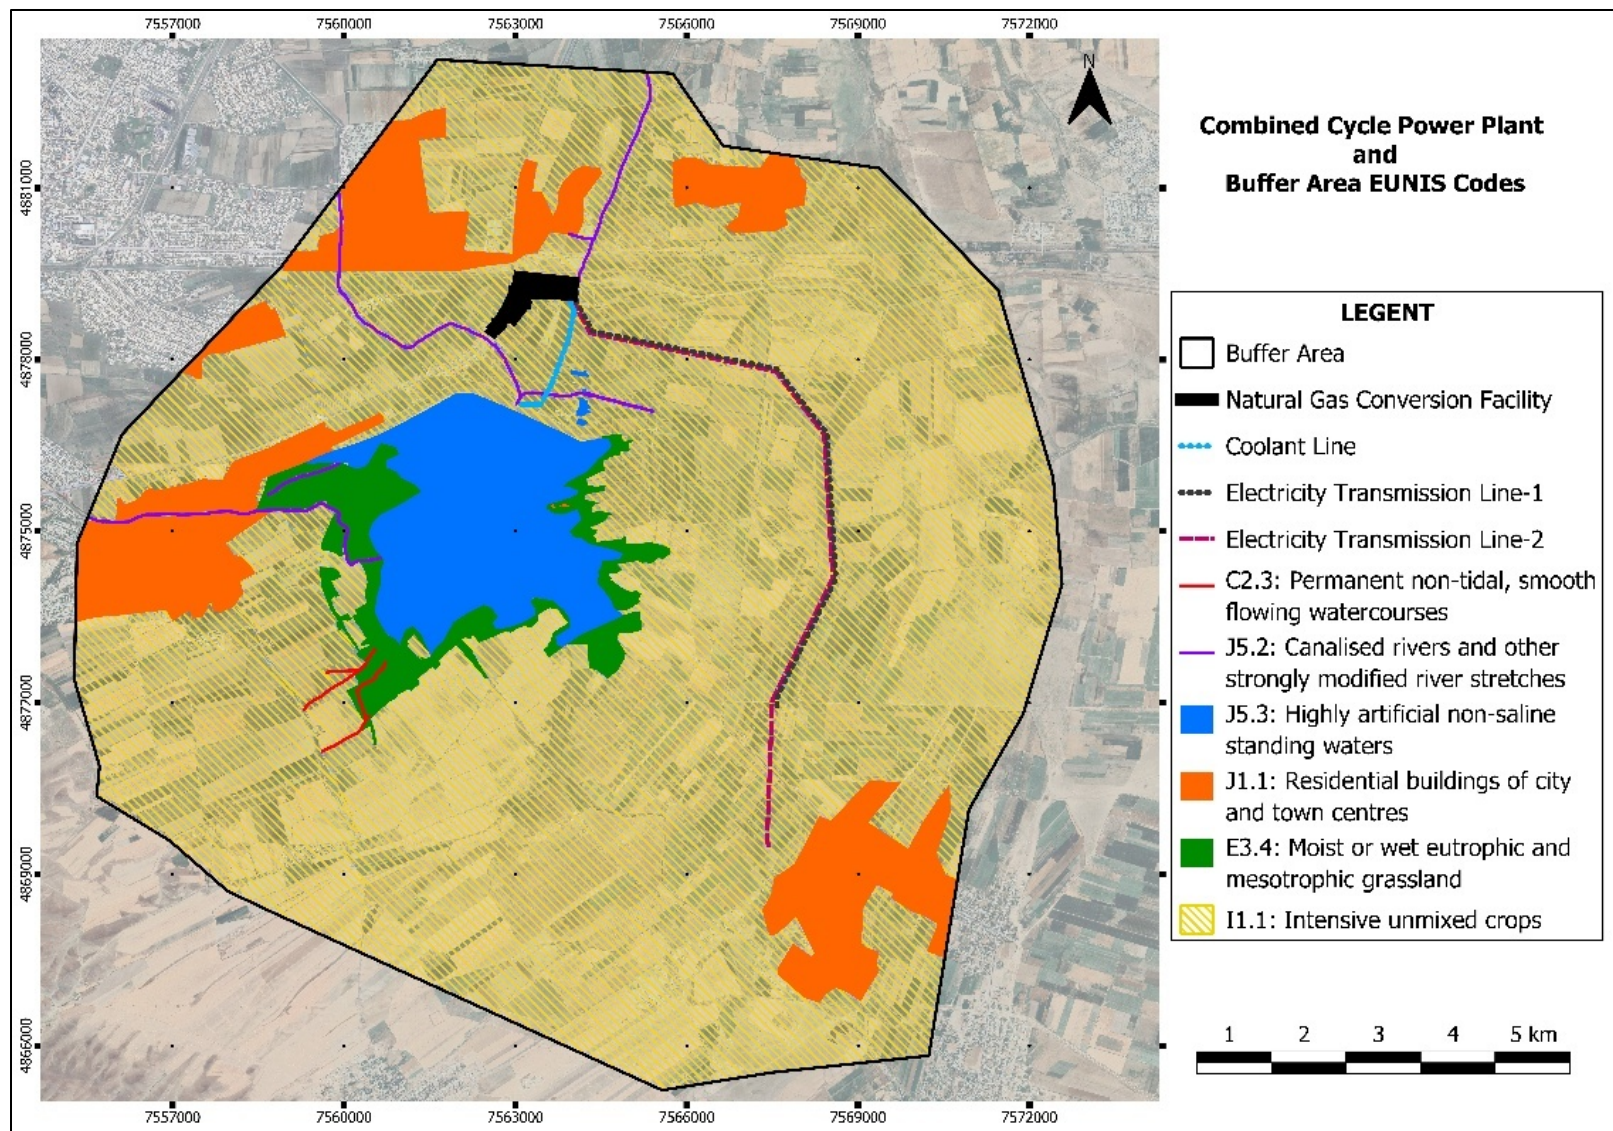 7557000 7560000 7563000 7566000 7569000 7572000
N
Combined Cycle Power Plant
and
Buffer Area EUNIS Codes
4881000
4878000
4875000
4872000
4869000
4866000
LEGENT
Buffer Area
Natural Gas Conversion Facility
Coolant Line
Electricity Transmission Line-1
Electricity Transmission Line-2
C2.3: Permanent non-tidal, smooth
flowing watercourses
J5.2: Canalised rivers and other
strongly modified river stretches
J5.3: Highly artificial non-saline
standing waters
J1.1: Residential buildings of city
and town centres
E3.4: Moist or wet eutrophic and
mesotrophic grassland
I1.1: Intensive unmixed crops
1 2 3 4 5 km
7557000 7560000 7563000 7566000 7569000 7572000